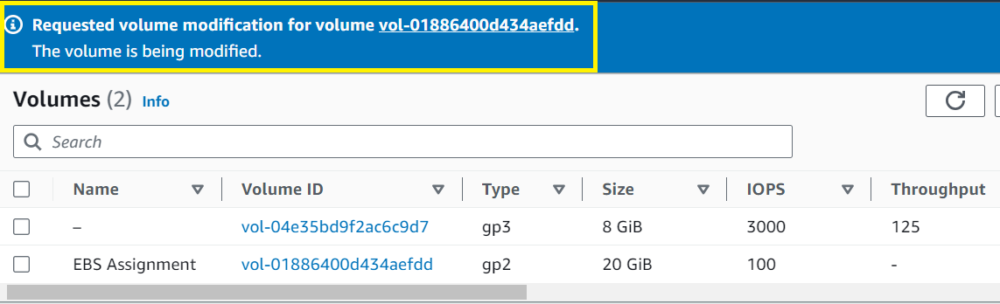 Requested volume modification for volume vol-01886400d434aefdd.
The volume is being modified.
Volumes (2) Info
Search
Name Volume ID Type Size IOPS Throughput
– vol-04e35bd9f2ac6c9d7 gp3 8 GiB 3000 125
EBS Assignment vol-01886400d434aefdd gp2 20 GiB 100 -